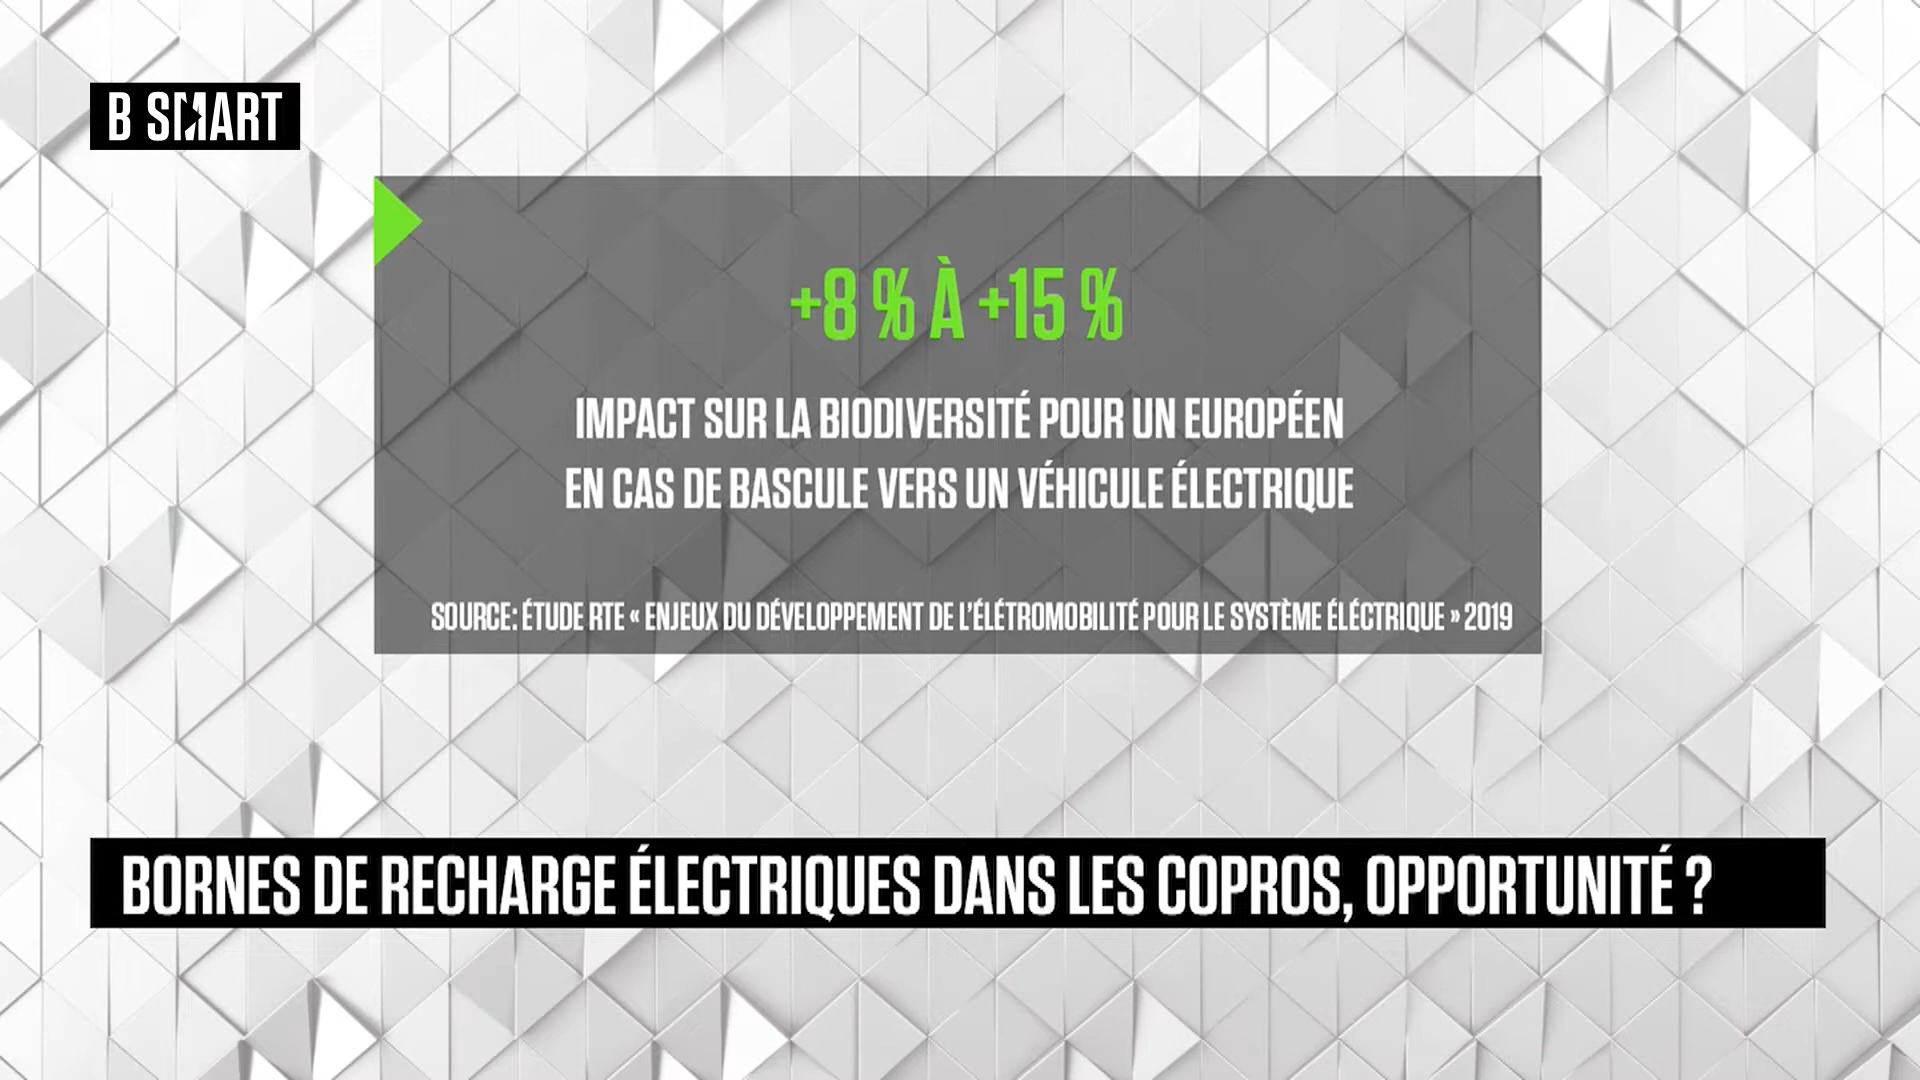 B SMART
+8 % À +15 %
IMPACT SUR LA BIODIVERSITÉ POUR UN EUROPÉEN
EN CAS DE BASCULE VERS UN VÉHICULE ÉLECTRIQUE
SOURCE: ÉTUDE RTE « ENJEUX DU DÉVELOPPEMENT DE L'ÉLÉTROMOBILITÉ POUR LE SYSTÈME ÉLÉCTRIQUE » 2019
BORNES DE RECHARGE ÉLECTRIQUES DANS LES COPROS, OPPORTUNITÉ ?